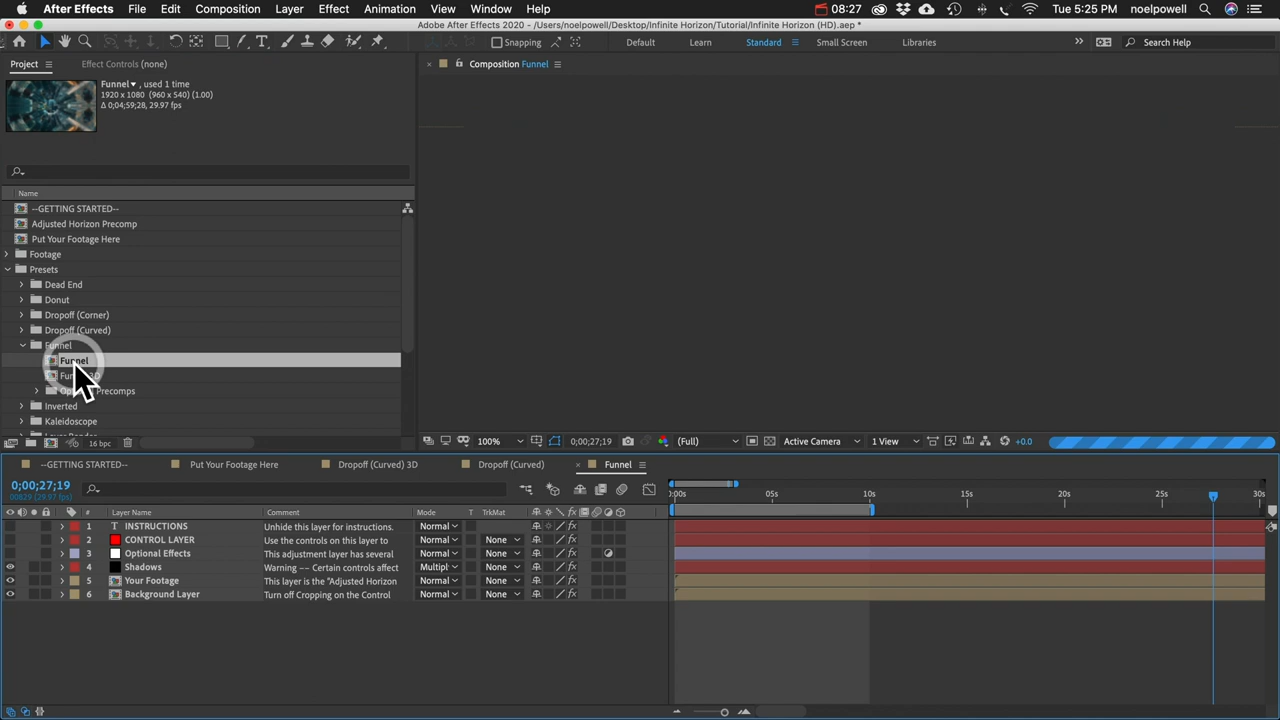 After Effects File Edit Composition Layer Effect Animation View Window Help 08:27 Tue 5:25 PM noelpowell
Adobe After Effects 2020 - /Users/noelpowell/Desktop/Infinite Horizon/Tutorial/Infinite Horizon (HD).aep *
Snapping Default Learn Standard Small Screen Libraries Search Help
Project Effect Controls (none) Composition Funnel
Funnel , used 1 time
1920 x 1080 (960 x 540) (1.00)
Δ 0;04;59;28, 29.97 fps)
Name
--GETTING STARTED--
Adjusted Horizon Precomp
Put Your Footage Here
Footage
Presets
Dead End
Donut
Dropoff (Corner)
Dropoff (Curved)
Funnel
Funnel
Precomps
Inverted
Kaleidoscope
16 bpc 100% 0;00;27;19 (Full) Active Camera 1 View +0.0
--GETTING STARTED-- Put Your Footage Here Dropoff (Curved) 3D Dropoff (Curved) Funnel
0;00;27;19
00829 (29.97 fps)
0:00s 05s 10s 15s 20s 25s 30s
# Layer Name Comment Mode T TrkMat
1 T INSTRUCTIONS Unhide this layer for instructions. Normal
2 CONTROL LAYER Use the controls on this layer to Normal None
3 Optional Effects This adjustment layer has several Normal None
4 Shadows Warning -- Certain controls affect Multipl None
5 Your Footage This layer is the "Adjusted Horizon Normal None
6 Background Layer Turn off Cropping on the Control Normal None